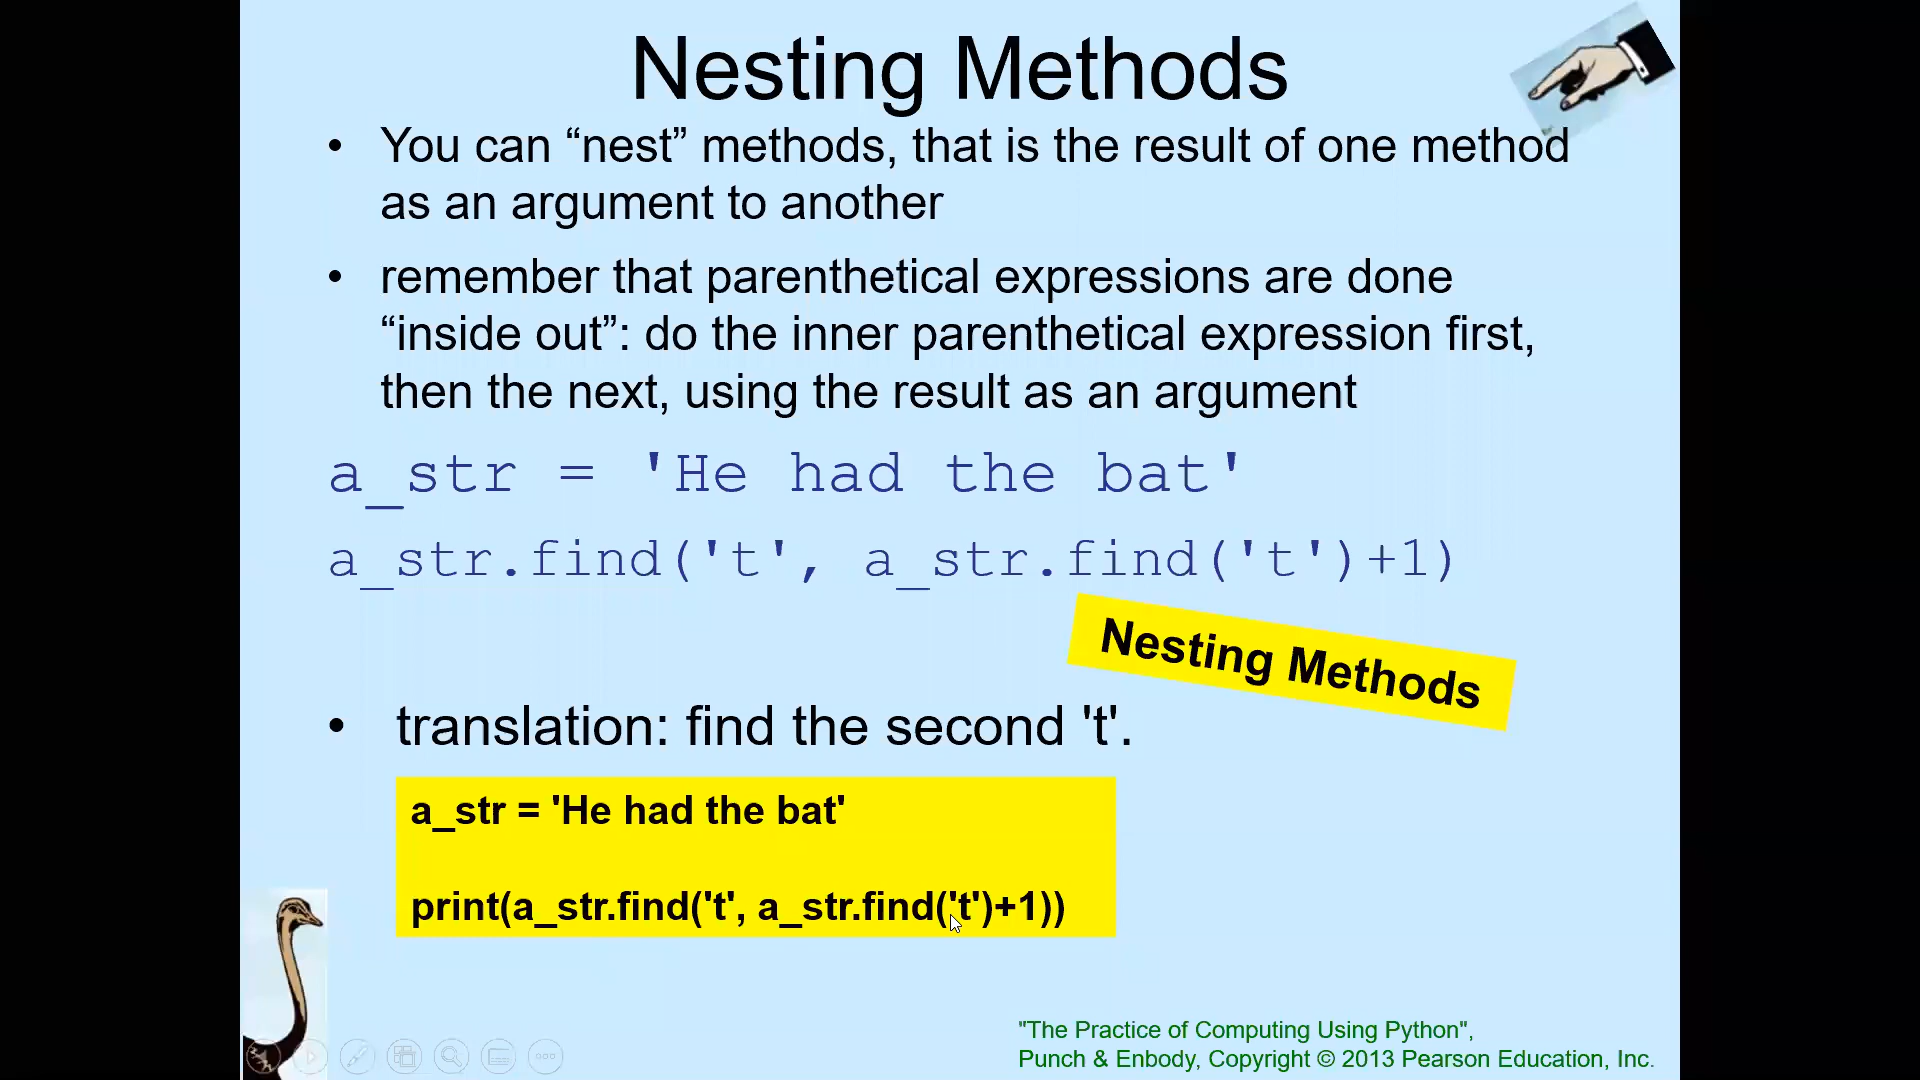 Nesting Methods
• You can “nest” methods, that is the result of one method
as an argument to another
• remember that parenthetical expressions are done
“inside out”: do the inner parenthetical expression first,
then the next, using the result as an argument
a_str = 'He had the bat'
a_str.find('t', a_str.find('t')+1)
Nesting Methods
• translation: find the second 't'.
a_str = 'He had the bat'
print(a_str.find('t', a_str.find('t')+1))
"The Practice of Computing Using Python",
Punch & Enbody, Copyright © 2013 Pearson Education, Inc.